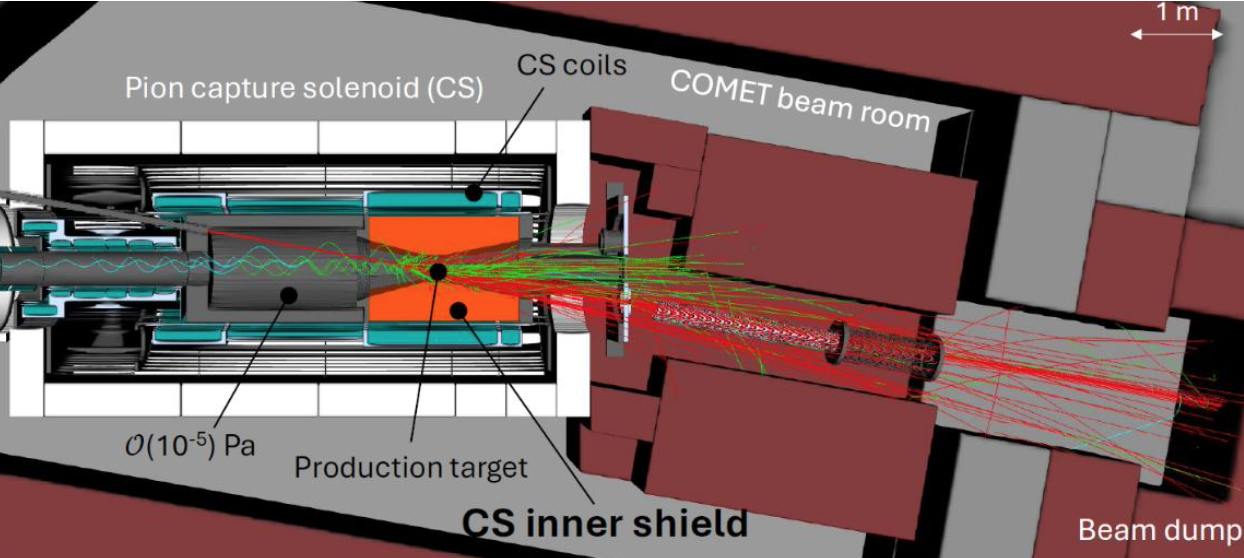 1 m
CS coils
Pion capture solenoid (CS)
COMET beam room
𝒪(10⁻⁵) Pa
Production target
CS inner shield
Beam dump